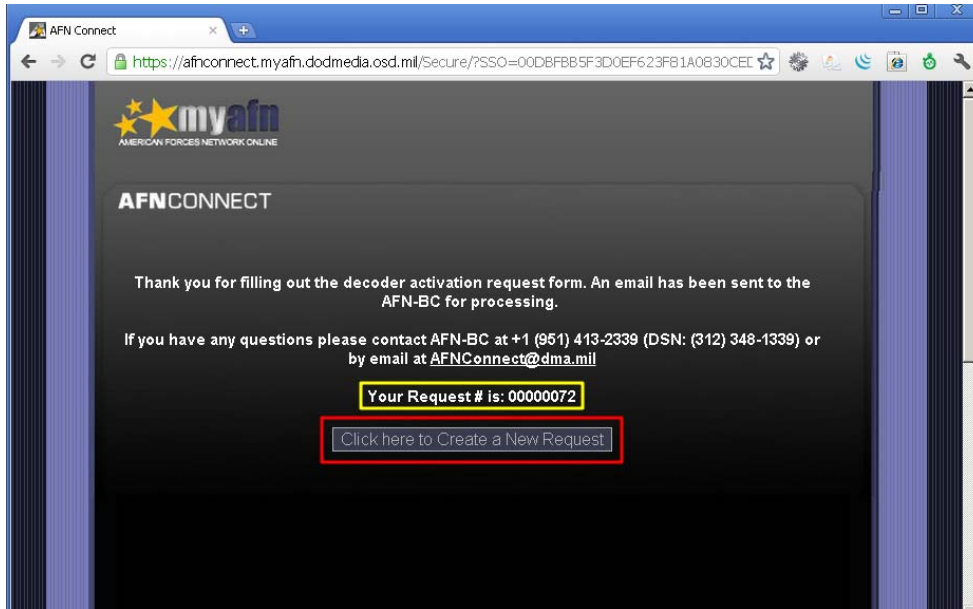 AFN Connect
https://afnconnect.myafn.dodmedia.osd.mil/Secure/?SSO=00DBFBB5F3D0EF623FB1A0830CED
myafn
AMERICAN FORCES NETWORK ONLINE
AFNCONNECT
Thank you for filling out the decoder activation request form. An email has been sent to the
AFN-BC for processing.
If you have any questions please contact AFN-BC at +1 (951) 413-2339 (DSN: (312) 348-1339) or
by email at AFNConnect@dma.mil
Your Request # is: 00000072
Click here to Create a New Request